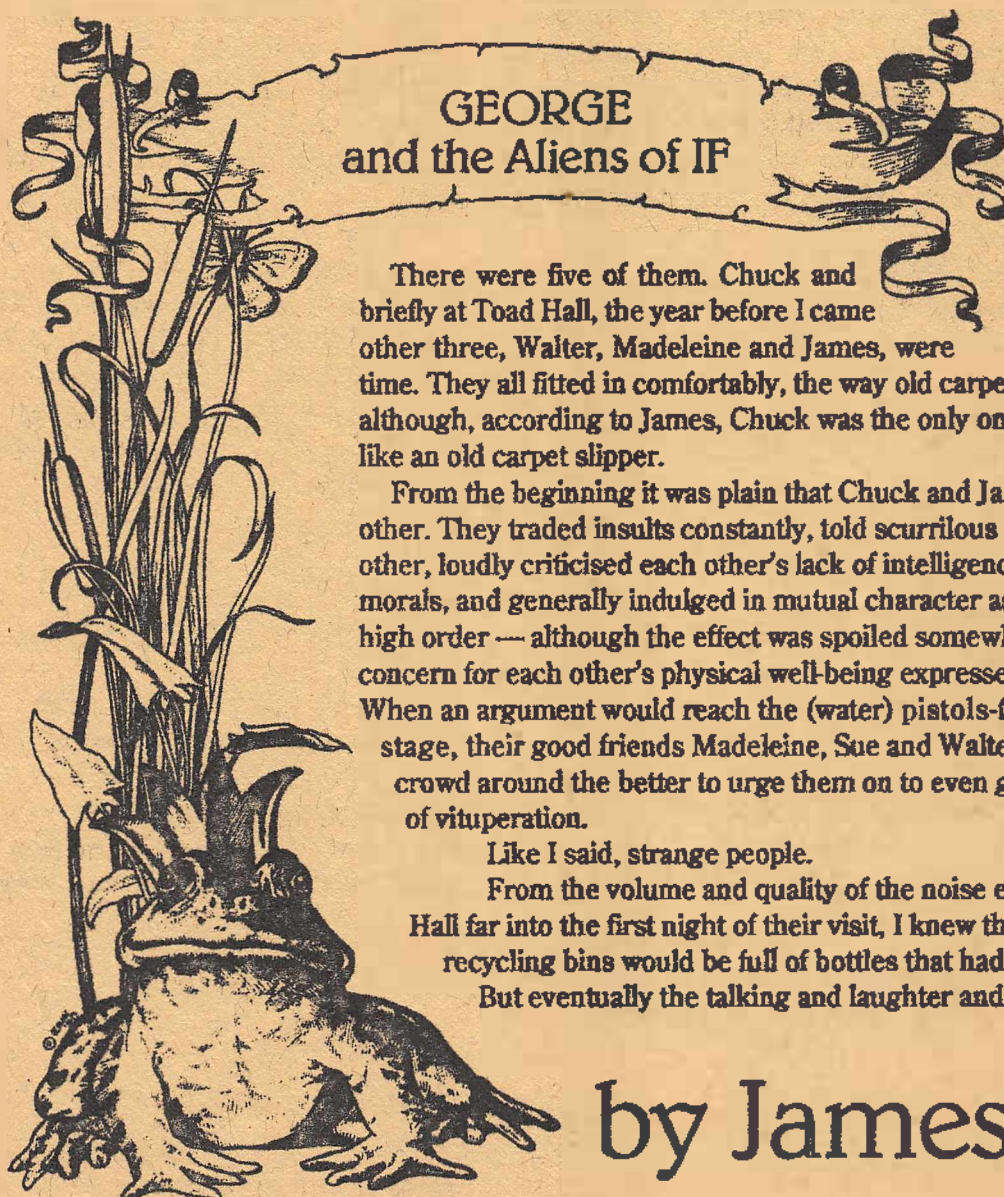 GEORGE
and the Aliens of IF
There were five of them. Chuck and
briefly at Toad Hall, the year before I came
other three, Walter, Madeleine and James, were
time. They all fitted in comfortably, the way old carpe
although, according to James, Chuck was the only on
like an old carpet slipper.
From the beginning it was plain that Chuck and Ja
other. They traded insults constantly, told scurrilous
other, loudly criticised each other's lack of intelligenc
morals, and generally indulged in mutual character as
high order — although the effect was spoiled somewh
concern for each other's physical well-being expresse
When an argument would reach the (water) pistols-f
stage, their good friends Madeleine, Sue and Walte
crowd around the better to urge them on to even g
of vituperation.
Like I said, strange people.
From the volume and quality of the noise e
Hall far into the first night of their visit, I knew th
recycling bins would be full of bottles that had
But eventually the talking and laughter and
by James